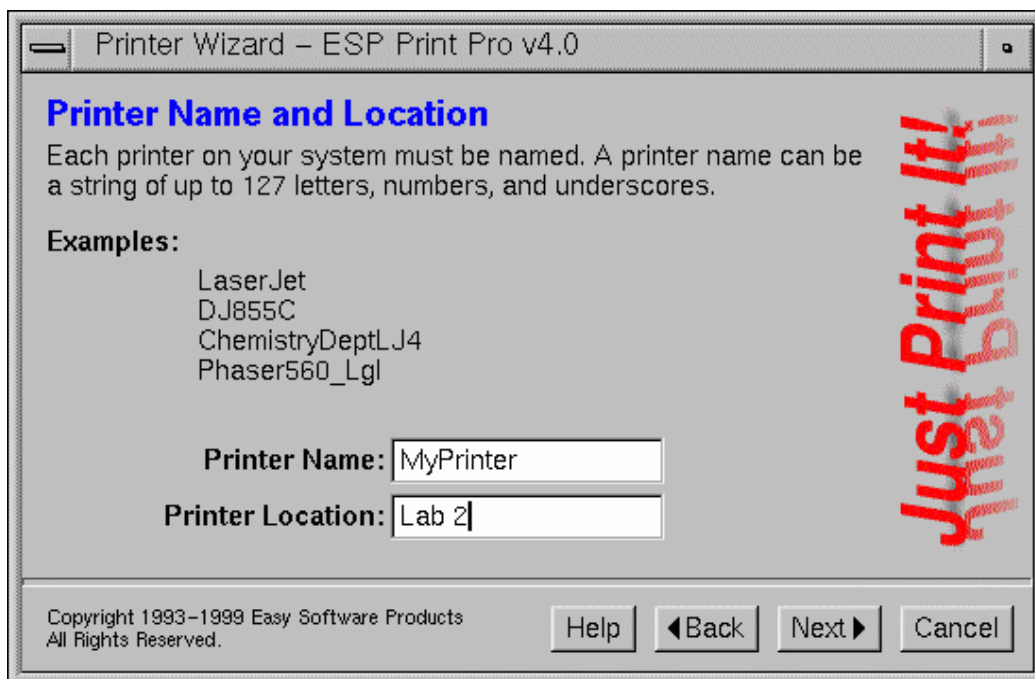 Printer Wizard – ESP Print Pro v4.0
Printer Name and Location
Each printer on your system must be named. A printer name can be
a string of up to 127 letters, numbers, and underscores.
Examples:
LaserJet
DJ855C
ChemistryDeptLJ4
Phaser560_Lgl
Printer Name: MyPrinter
Printer Location: Lab 2
Just Print It!
Copyright 1993–1999 Easy Software Products
All Rights Reserved.
Help Back Next Cancel